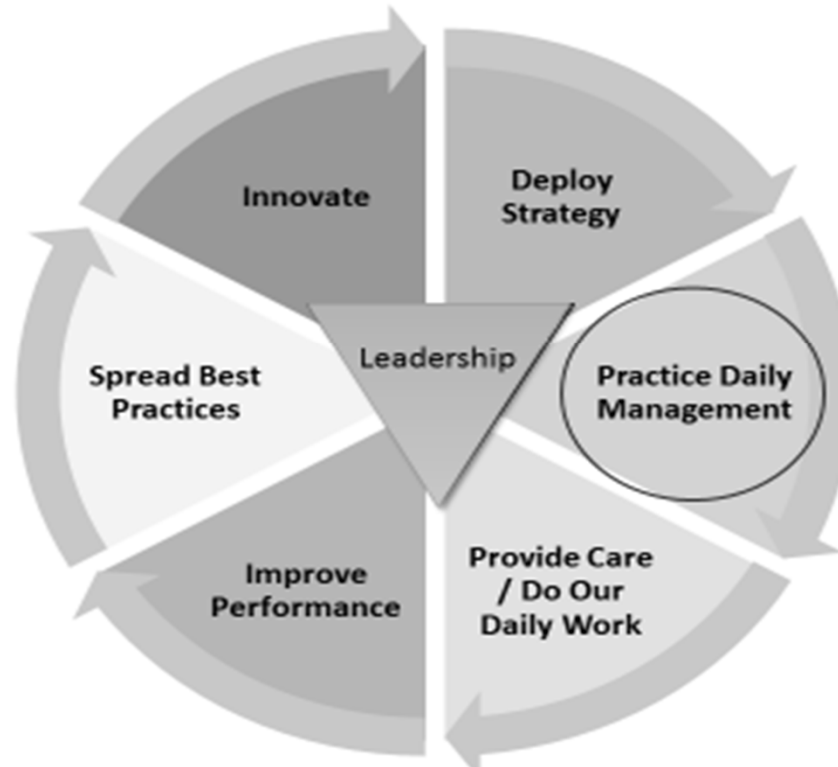 Innovate
Deploy
Strategy
Leadership
Practice Daily
Management
Provide Care
/ Do Our
Daily Work
Improve
Performance
Spread Best
Practices